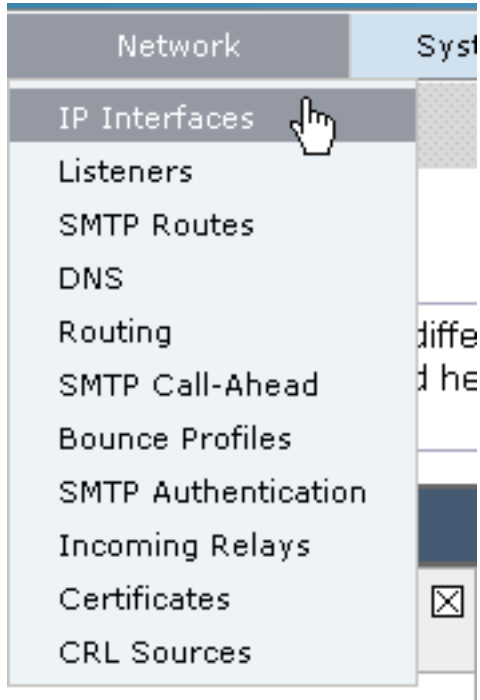 Network
Syst
IP Interfaces
Listeners
SMTP Routes
DNS
Routing
SMTP Call-Ahead
Bounce Profiles
SMTP Authentication
Incoming Relays
Certificates
CRL Sources
diffe
d he